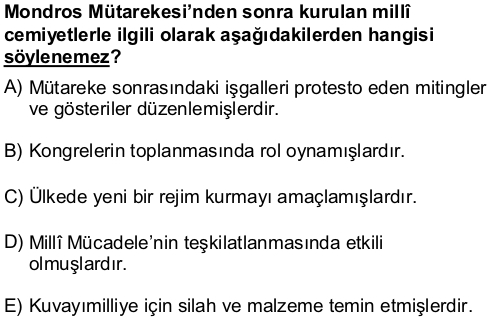 Mondros Mütarekesi’nden sonra kurulan millî
cemiyetlerle ilgili olarak aşağıdakilerden hangisi
söylenemez?
A) Mütareke sonrasındaki işgalleri protesto eden mitingler
ve gösteriler düzenlemişlerdir.
B) Kongrelerin toplanmasında rol oynamışlardır.
C) Ülkede yeni bir rejim kurmayı amaçlamışlardır.
D) Millî Mücadele’nin teşkilatlanmasında etkili
olmuşlardır.
E) Kuvayımilliye için silah ve malzeme temin etmişlerdir.